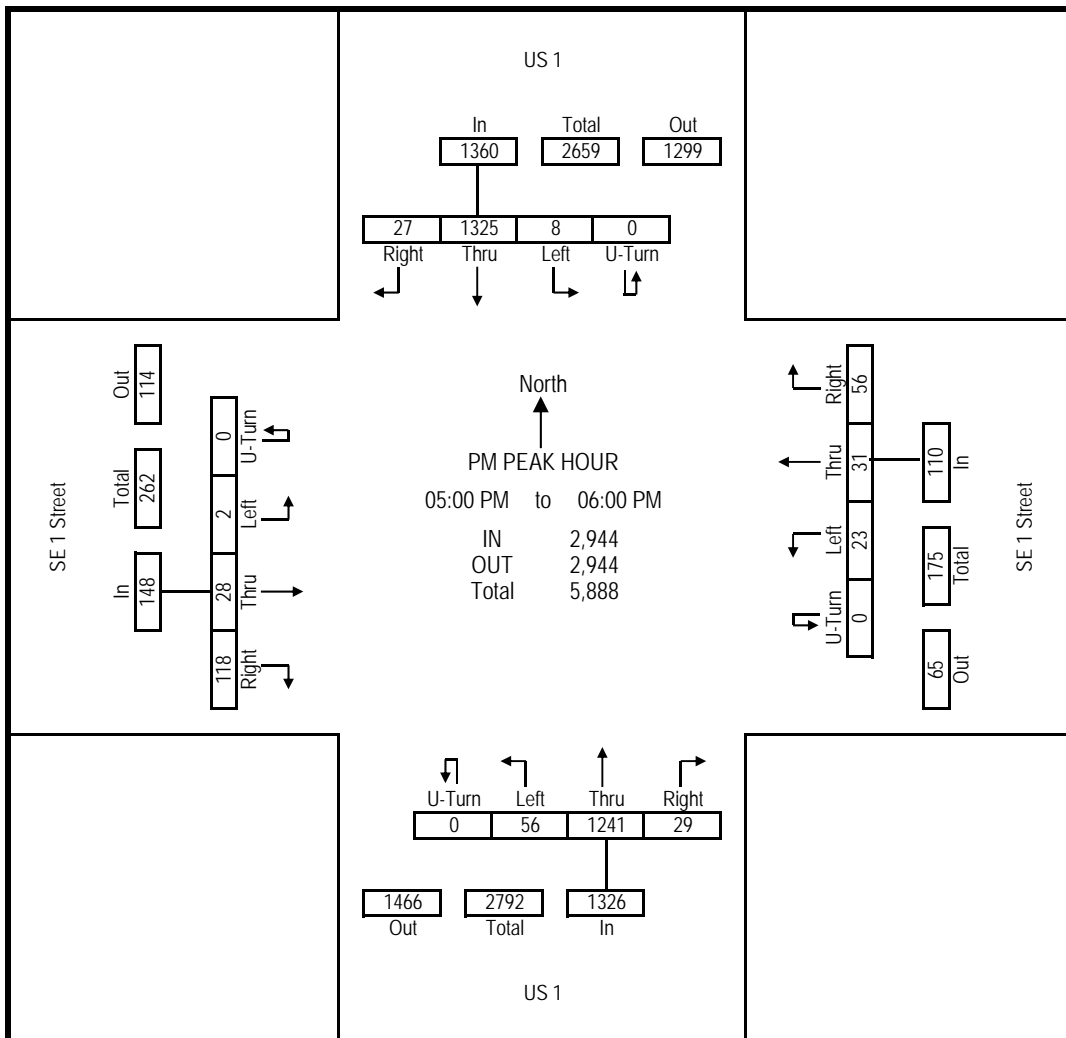 US 1
In Total Out
1360 2659 1299
27 1325 8 0
Right Thru Left U-Turn
Out 114
Total 262
In 148
SE 1 Street
0 U-Turn
2 Left
28 Thru
118 Right
North
PM PEAK HOUR
05:00 PM to 06:00 PM
IN 2,944
OUT 2,944
Total 5,888
Right 56
Thru 31
Left 23
U-Turn 0
110 In
175 Total
65 Out
SE 1 Street
U-Turn Left Thru Right
0 56 1241 29
1466 2792 1326
Out Total In
US 1